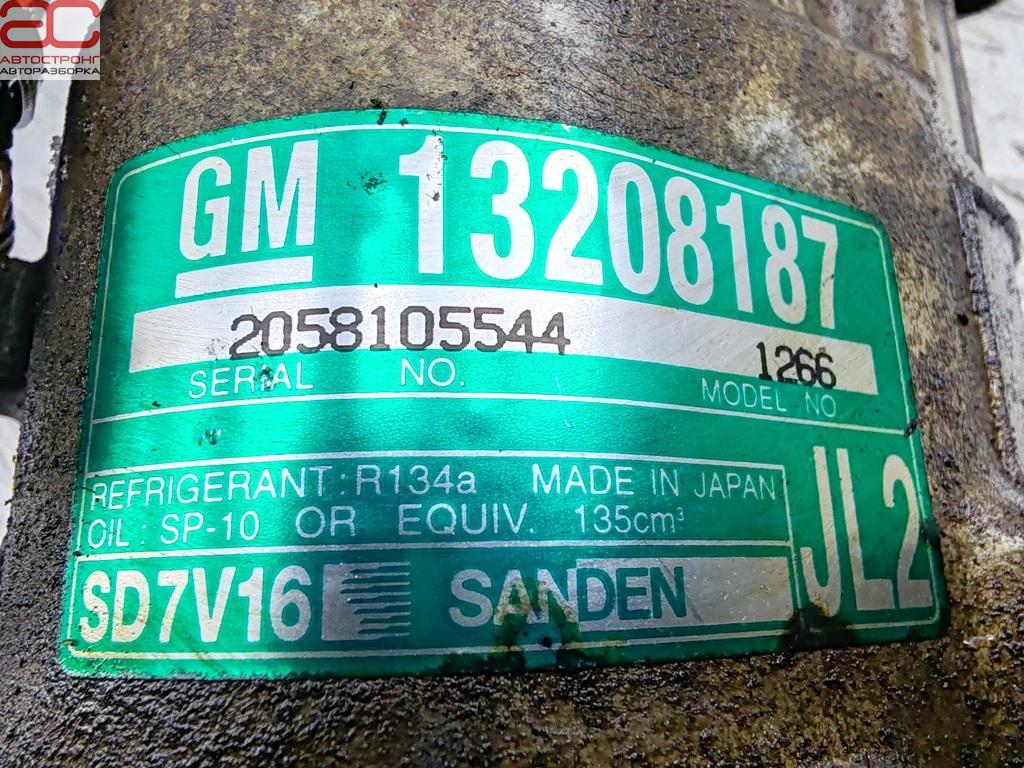 ac
АВТОСТРОНГ
АВТОРАЗБОРКА
GM 13208187
2058105544 1266
SERIAL NO. MODEL NO.
REFRIGERANT: R134a MADE IN JAPAN
OIL: SP-10 OR EQUIV. 135cm³
JL2
SD7V16 SANDEN